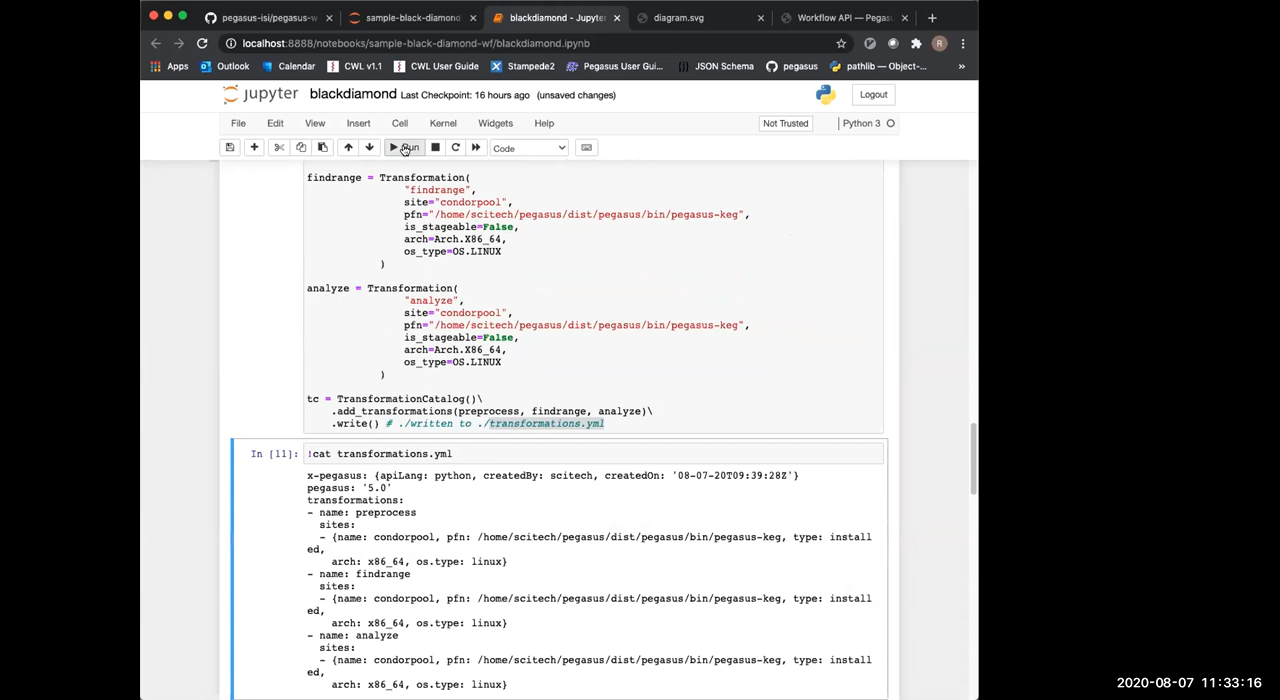 pegasus-isi/pegasus-w
sample-black-diamond
blackdiamond - Jupyte
diagram.svg
Workflow API — Pegas
localhost:8888/notebooks/sample-black-diamond-wf/blackdiamond.ipynb
R
Apps
Outlook
Calendar
CWL v1.1
CWL User Guide
Stampede2
Pegasus User Gui...
JSON Schema
pegasus
pathlib — Object-...
»
jupyter
blackdiamond Last Checkpoint: 16 hours ago (unsaved changes)
Logout
File Edit View Insert Cell Kernel Widgets Help
Not Trusted
Python 3
Run
Code
findrange = Transformation(
"findrange",
site="condorpool",
pfn="/home/scitech/pegasus/dist/pegasus/bin/pegasus-keg",
is_stageable=False,
arch=Arch.X86_64,
os_type=OS.LINUX
)
analyze = Transformation(
"analyze",
site="condorpool",
pfn="/home/scitech/pegasus/dist/pegasus/bin/pegasus-keg",
is_stageable=False,
arch=Arch.X86_64,
os_type=OS.LINUX
)
tc = TransformationCatalog()\
.add_transformations(preprocess, findrange, analyze)\
.write() # ./written to ./transformations.yml
In [11]: !cat transformations.yml
x-pegasus: {apiLang: python, createdBy: scitech, createdOn: '08-07-20T09:39:28Z'}
pegasus: '5.0'
transformations:
- name: preprocess
sites:
- {name: condorpool, pfn: /home/scitech/pegasus/dist/pegasus/bin/pegasus-keg, type: install
ed,
arch: x86_64, os.type: linux}
- name: findrange
sites:
- {name: condorpool, pfn: /home/scitech/pegasus/dist/pegasus/bin/pegasus-keg, type: install
ed,
arch: x86_64, os.type: linux}
- name: analyze
sites:
- {name: condorpool, pfn: /home/scitech/pegasus/dist/pegasus/bin/pegasus-keg, type: install
ed,
arch: x86_64, os.type: linux}
2020-08-07 11:33:16